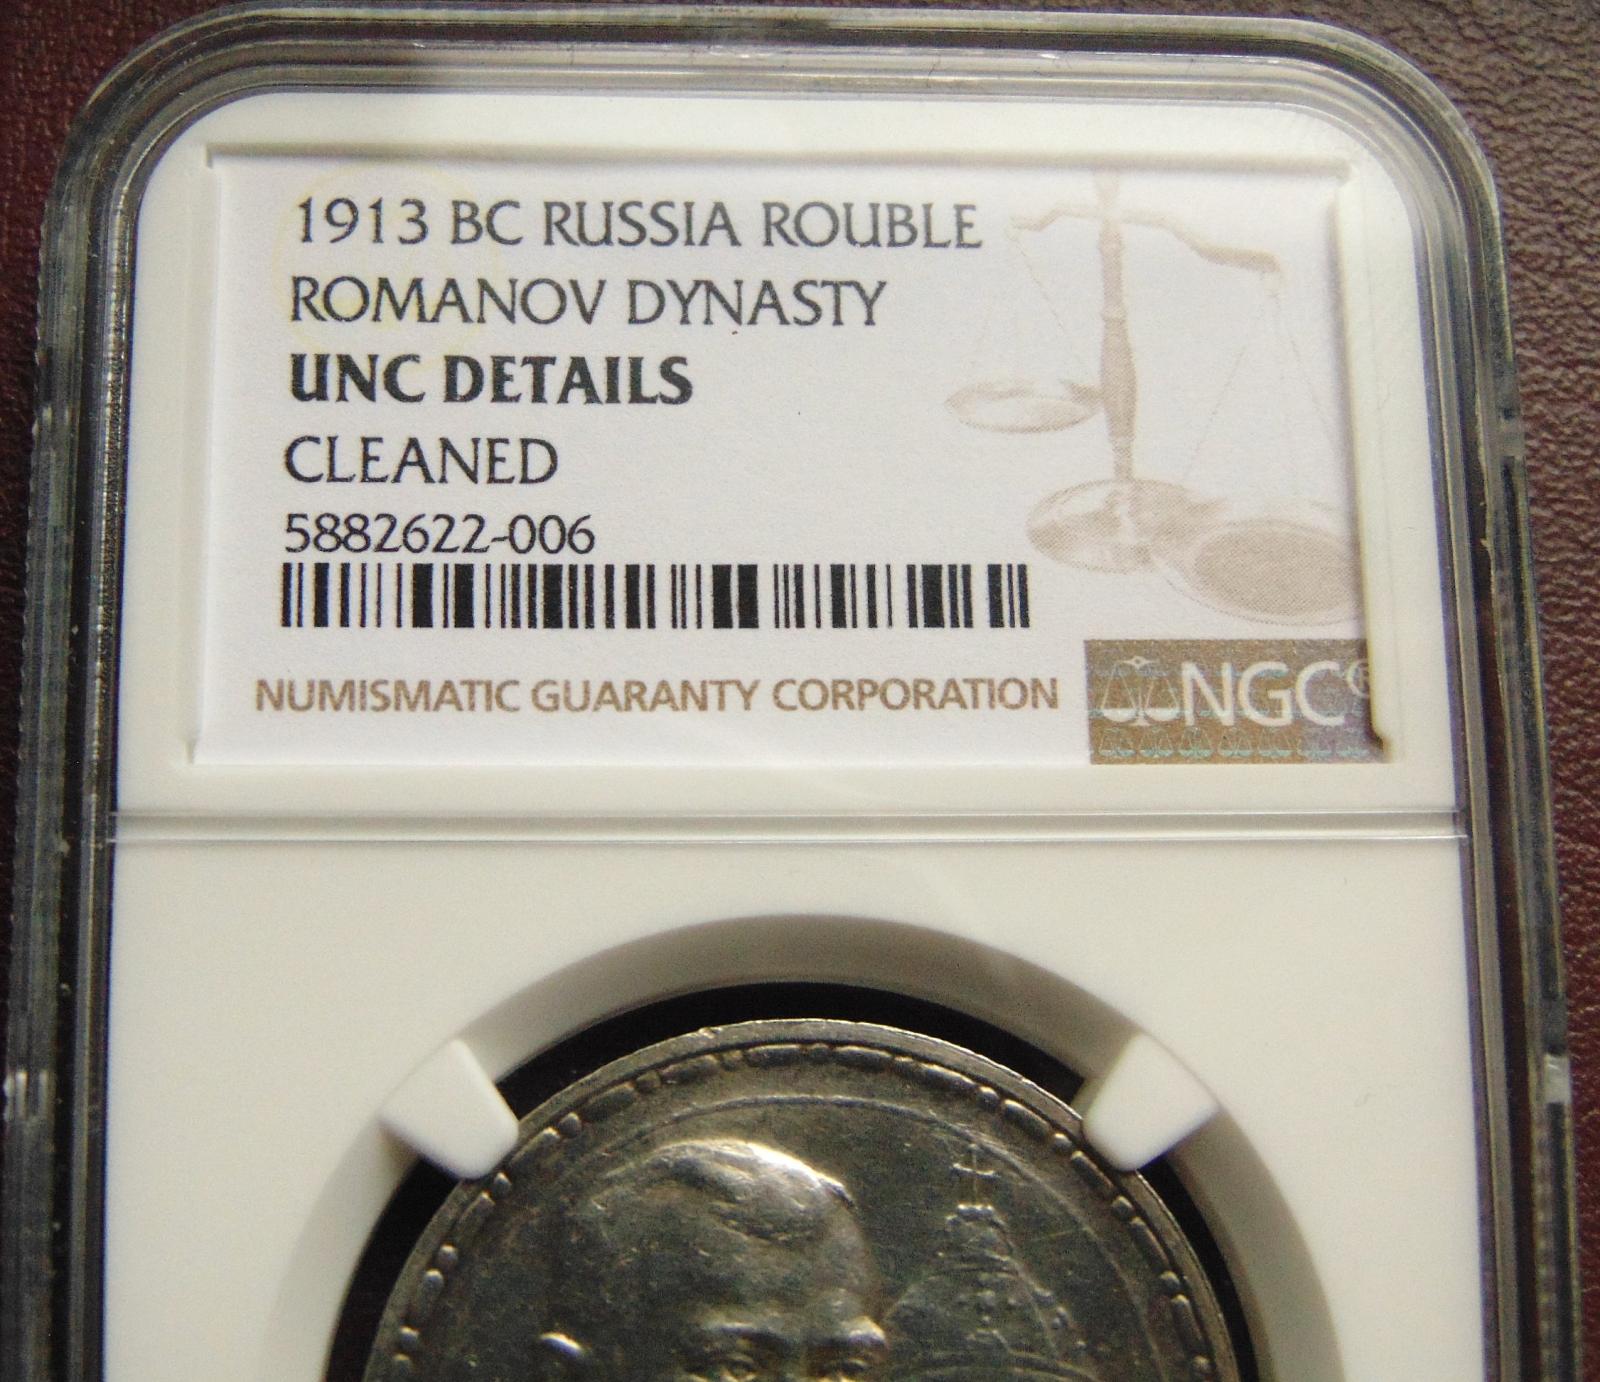 1913 BC RUSSIA ROUBLE
ROMANOV DYNASTY
UNC DETAILS
CLEANED
5882622-006
NUMISMATIC GUARANTY CORPORATION
NGC®